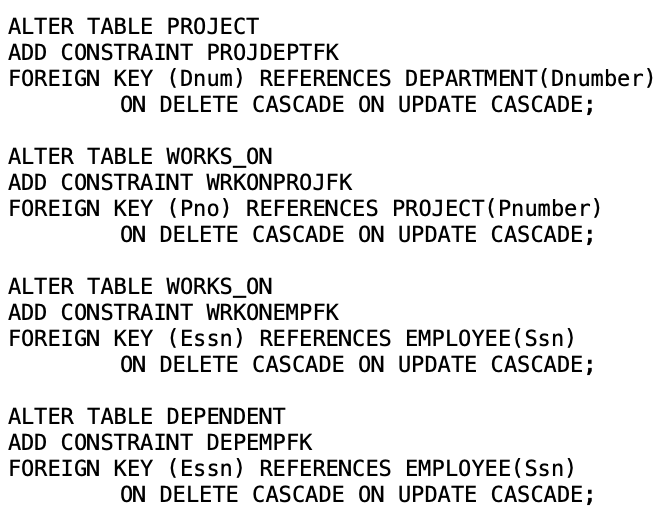 ALTER TABLE PROJECT
ADD CONSTRAINT PROJDEPTFK
FOREIGN KEY (Dnum) REFERENCES DEPARTMENT(Dnumber)
ON DELETE CASCADE ON UPDATE CASCADE;
ALTER TABLE WORKS_ON
ADD CONSTRAINT WRKONPROJFK
FOREIGN KEY (Pno) REFERENCES PROJECT(Pnumber)
ON DELETE CASCADE ON UPDATE CASCADE;
ALTER TABLE WORKS_ON
ADD CONSTRAINT WRKONEMPFK
FOREIGN KEY (Essn) REFERENCES EMPLOYEE(Ssn)
ON DELETE CASCADE ON UPDATE CASCADE;
ALTER TABLE DEPENDENT
ADD CONSTRAINT DEPEMPFK
FOREIGN KEY (Essn) REFERENCES EMPLOYEE(Ssn)
ON DELETE CASCADE ON UPDATE CASCADE;